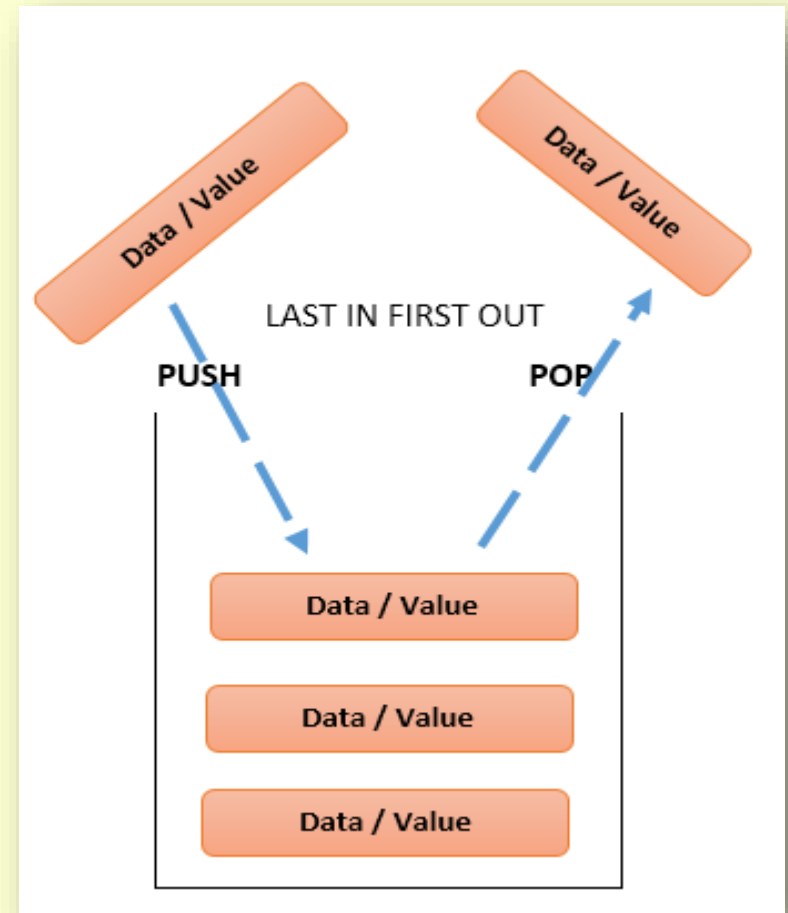 Data / Value
Data / Value
LAST IN FIRST OUT
PUSH
POP
Data / Value
Data / Value
Data / Value